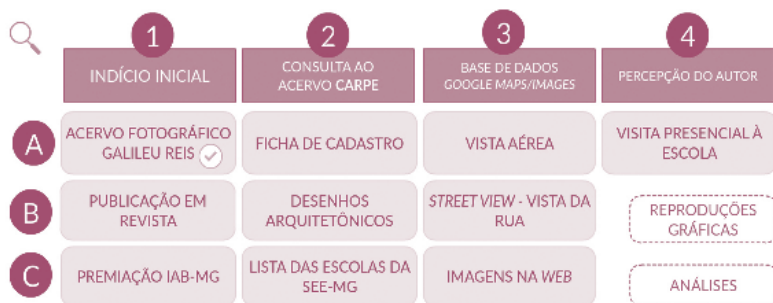 1
2
3
4
INDÍCIO INICIAL
CONSULTA AO
ACERVO CARPE
BASE DE DADOS
GOOGLE MAPS/IMAGES
PERCEPÇÃO DO AUTOR
A
ACERVO FOTOGRÁFICO
GALILEU REIS
FICHA DE CADASTRO
VISTA AÉREA
VISITA PRESENCIAL À
ESCOLA
B
PUBLICAÇÃO EM
REVISTA
DESENHOS
ARQUITETÔNICOS
STREET VIEW - VISTA DA
RUA
REPRODUÇÕES
GRÁFICAS
C
PREMIAÇÃO IAB-MG
LISTA DAS ESCOLAS DA
SEE-MG
IMAGENS NA WEB
ANÁLISES